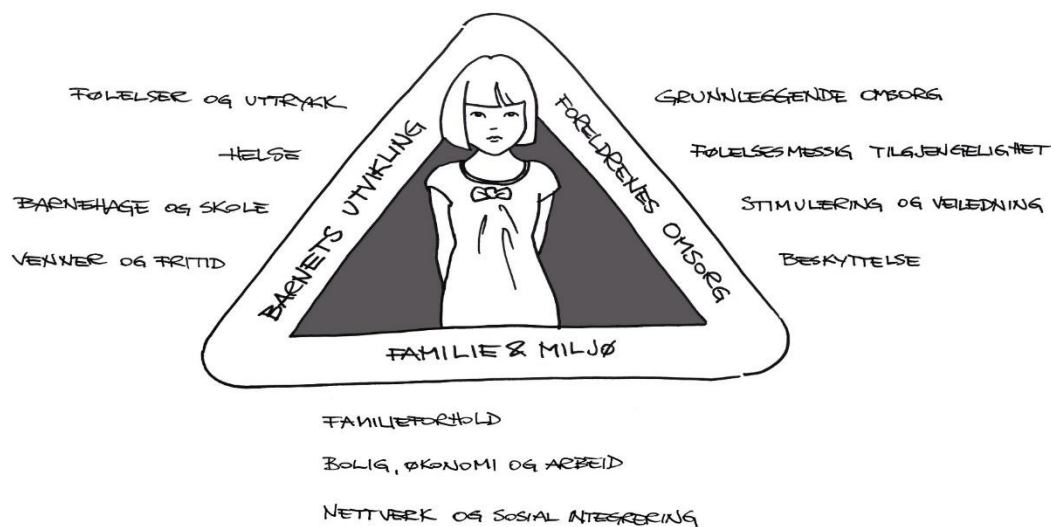 FØLELSER OG UTTRYKK
HELSE
BARNEHAGE OG SKOLE
VENNER OG FRITID
BARNETS UTVIKLING
FORELDRENES OMSORG
GRUNNLEGGENDE OMSORG
FØLELSESMESSIG TILGJENGELIGHET
STIMULERING OG VEILEDNING
BESKYTTELSE
FAMILIE & MILJØ
FAMILIEFORHOLD
BOLIG, ØKONOMI OG ARBEID
NETTVERK OG SOSIAL INTEGRERING